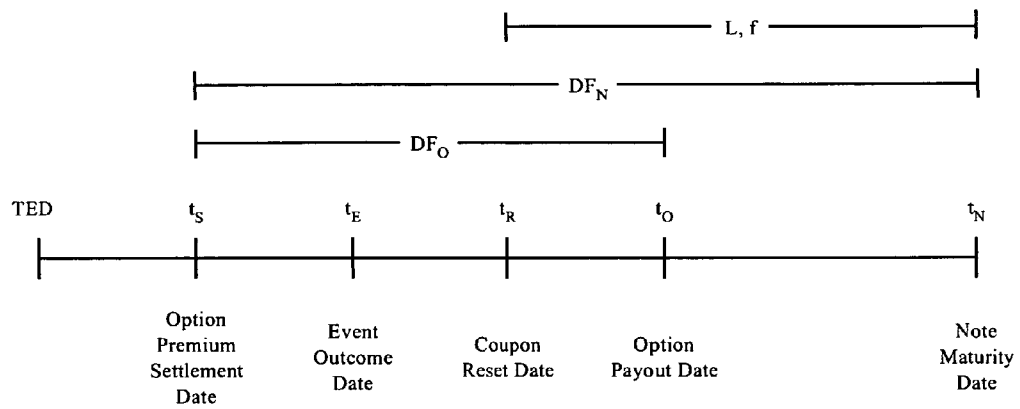 L, f
DF_N
DF_O
TED t_S t_E t_R t_O t_N
Option
Premium
Settlement
Date
Event
Outcome
Date
Coupon
Reset Date
Option
Payout Date
Note
Maturity
Date